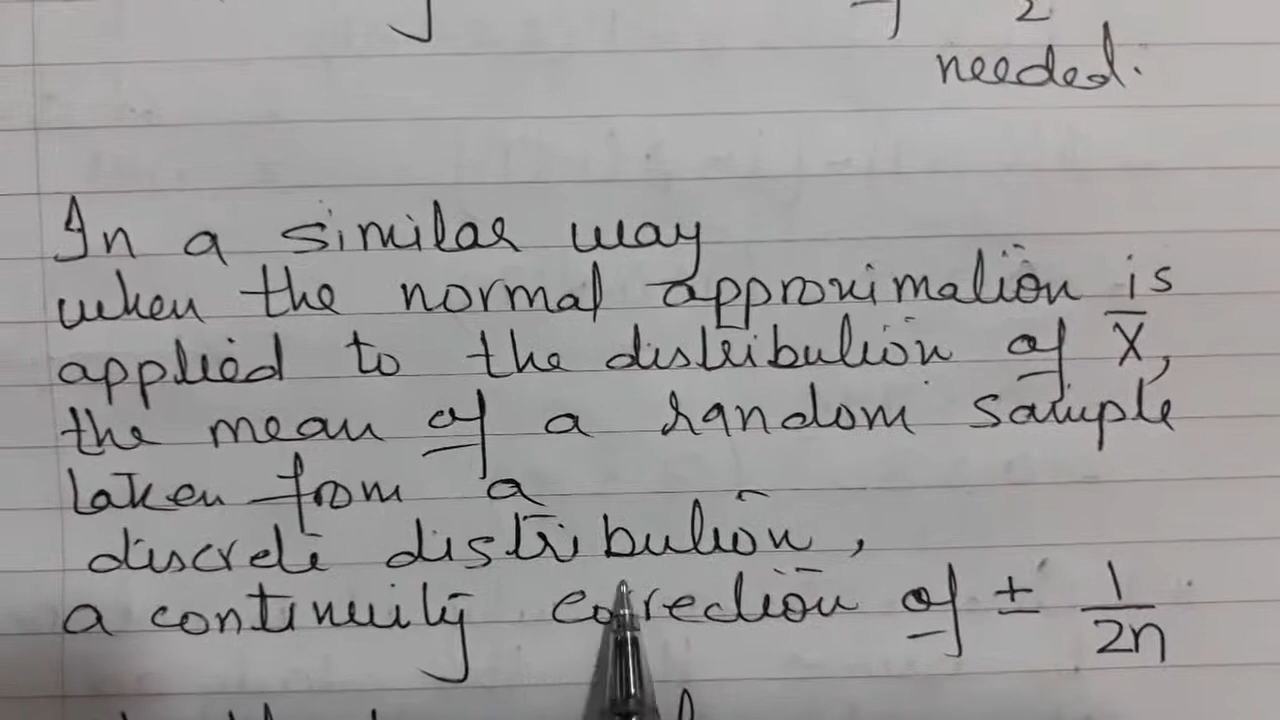 2
needed.
In a similar way
when the normal approximation is
applied to the distribution of X̄,
the mean of a random sample
taken from a
discrete distribution,
a continuity correction of ± 1/2n